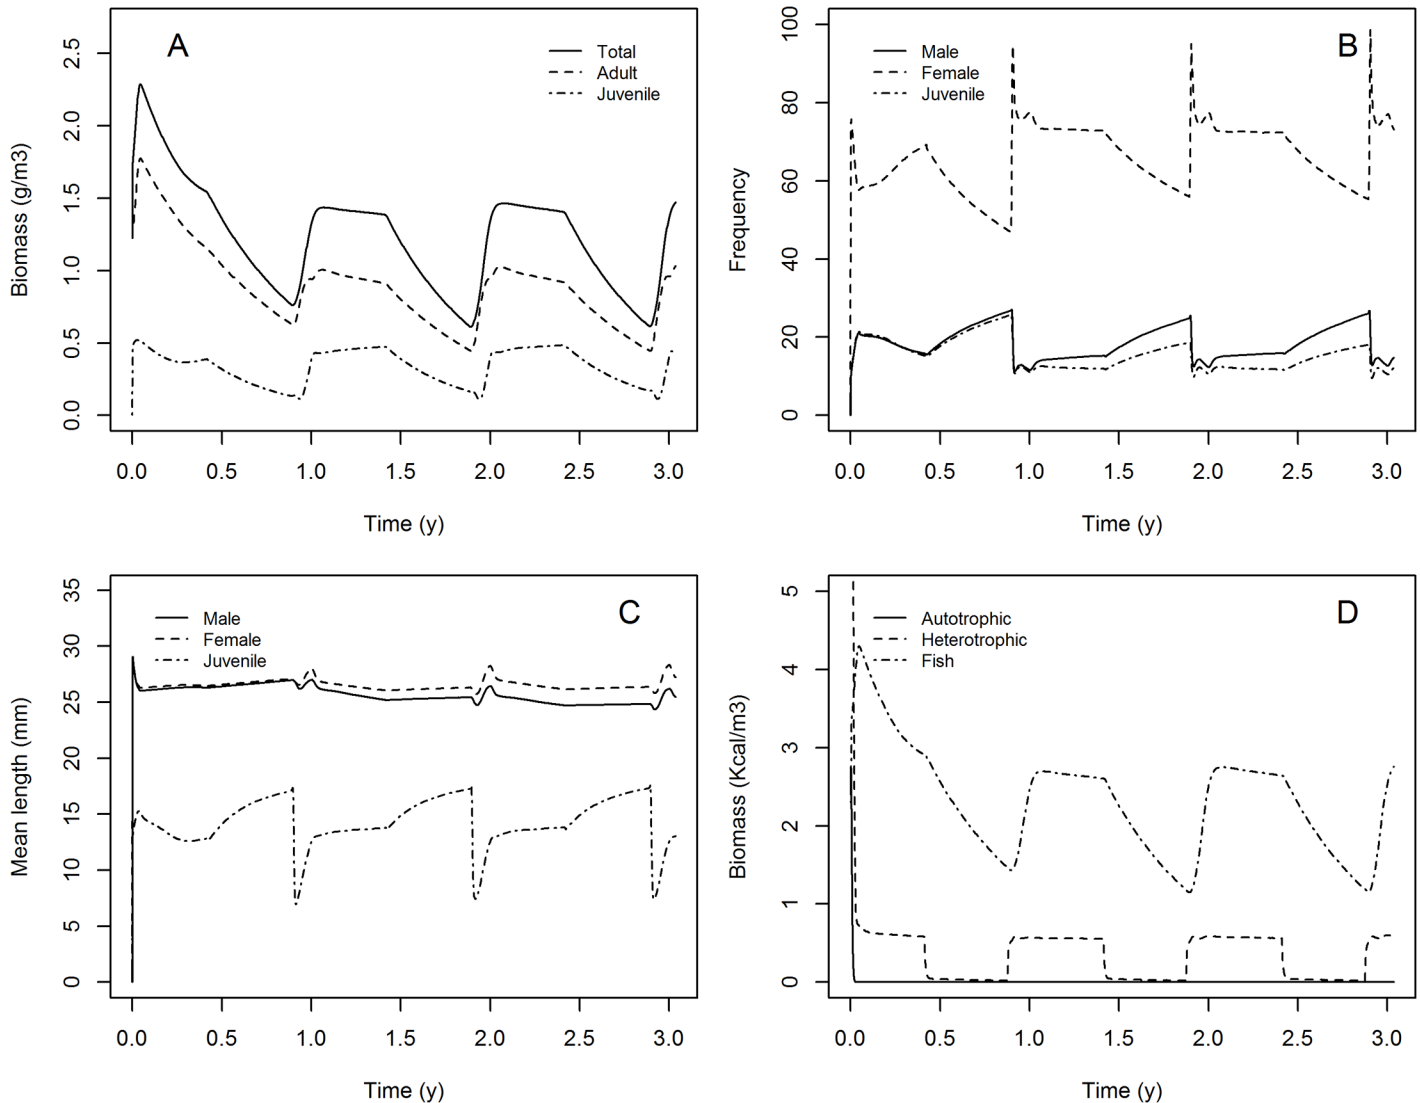 A
Total
Adult
Juvenile
Biomass (g/m3)
0.0 0.5 1.0 1.5 2.0 2.5
0.0 0.5 1.0 1.5 2.0 2.5 3.0
Time (y)
B
Male
Female
Juvenile
Frequency
0 20 40 60 80 100
0.0 0.5 1.0 1.5 2.0 2.5 3.0
Time (y)
C
Male
Female
Juvenile
Mean length (mm)
0 5 10 15 20 25 30 35
0.0 0.5 1.0 1.5 2.0 2.5 3.0
Time (y)
D
Autotrophic
Heterotrophic
Fish
Biomass (Kcal/m3)
0 1 2 3 4 5
0.0 0.5 1.0 1.5 2.0 2.5 3.0
Time (y)